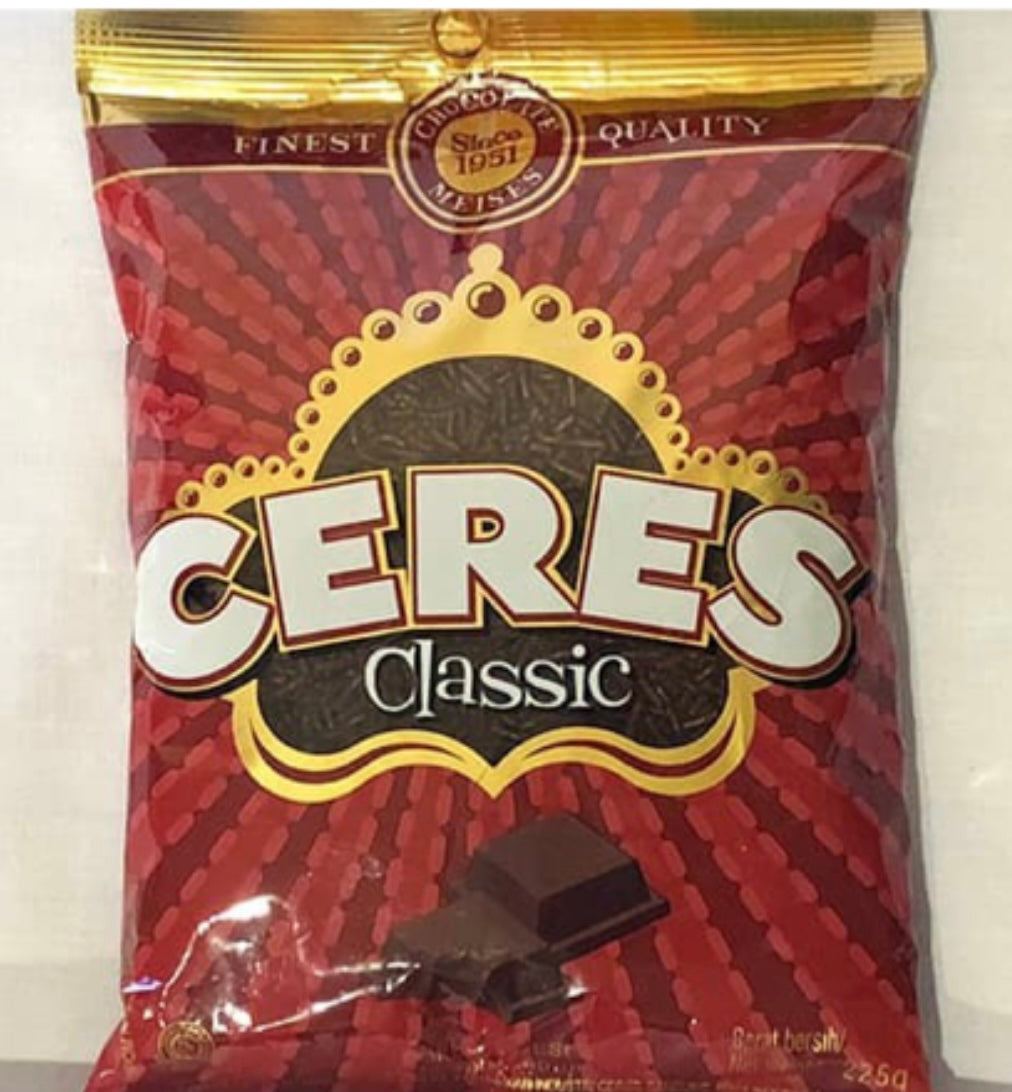 FINEST
CHOCOLATE
Since
1951
MEISES
QUALITY
CERES
Classic
Berat bersih/
225g